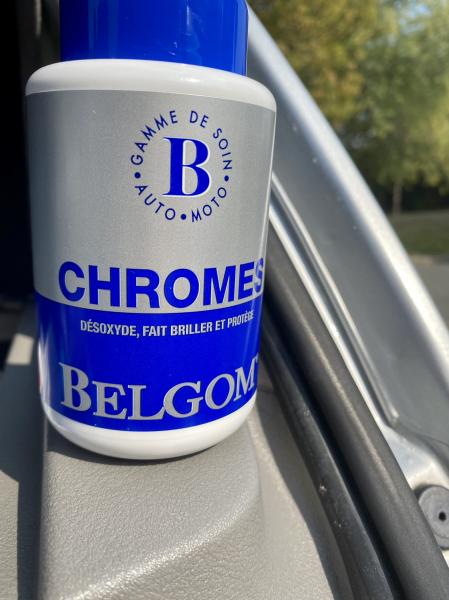 • GAMME DE SOIN •
B
AUTO • MOTO
CHROMES
DÉSOXYDE, FAIT BRILLER ET PROTÈGE
BELGOM